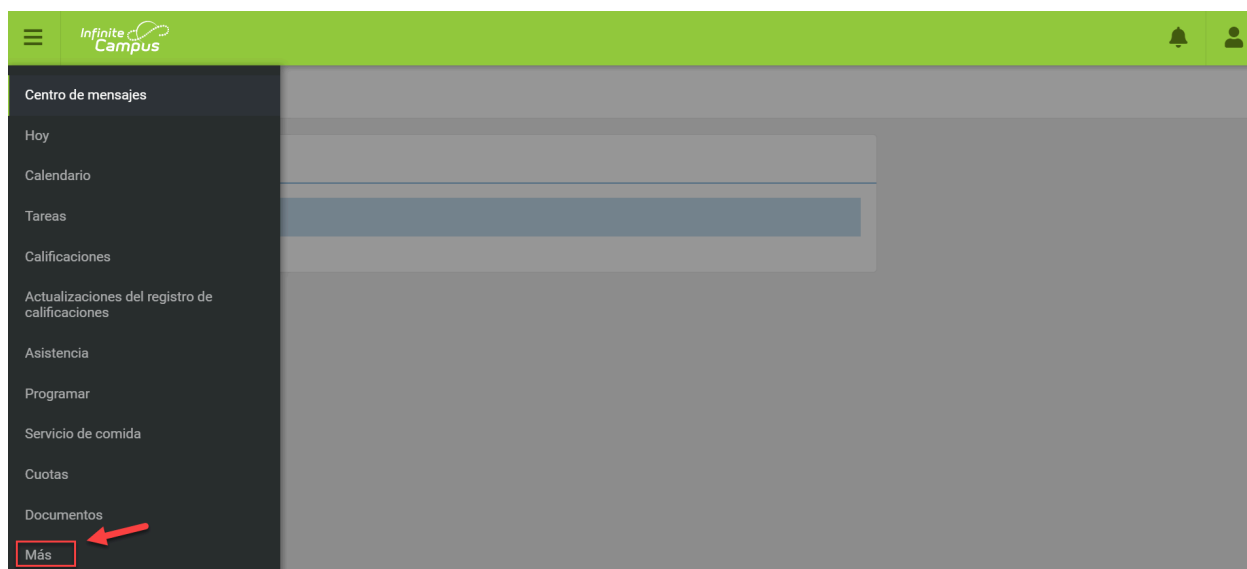 Infinite
Campus
Centro de mensajes
Hoy
Calendario
Tareas
Calificaciones
Actualizaciones del registro de
calificaciones
Asistencia
Programar
Servicio de comida
Cuotas
Documentos
Más